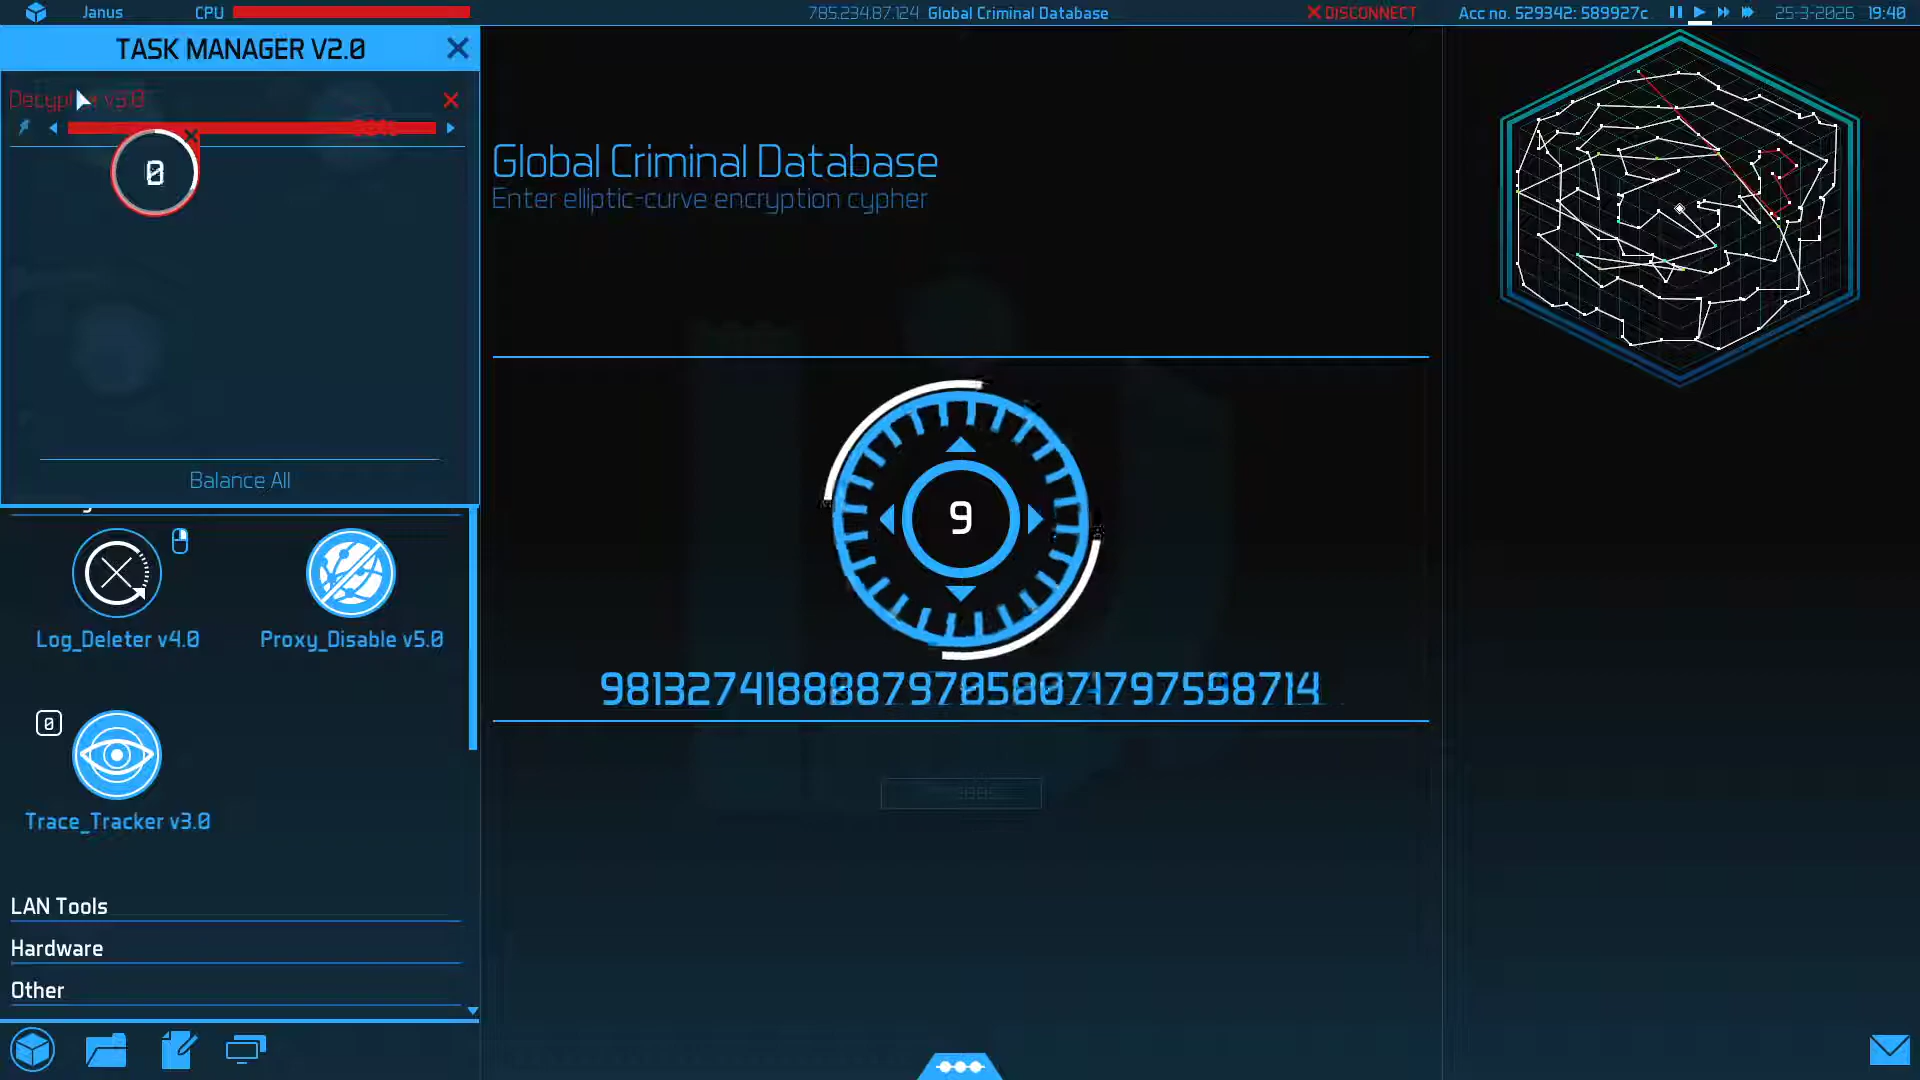 Janus
CPU
785.234.87.124 Global Criminal Database
DISCONNECT
Acc no. 529342: 589927c
25-3-2026 19:40
TASK MANAGER V2.0
0
Balance All
Log_Deleter v4.0
Proxy_Disable v5.0
0
Trace_Tracker v3.0
LAN Tools
Hardware
Other
Global Criminal Database
Enter elliptic-curve encryption cypher
9